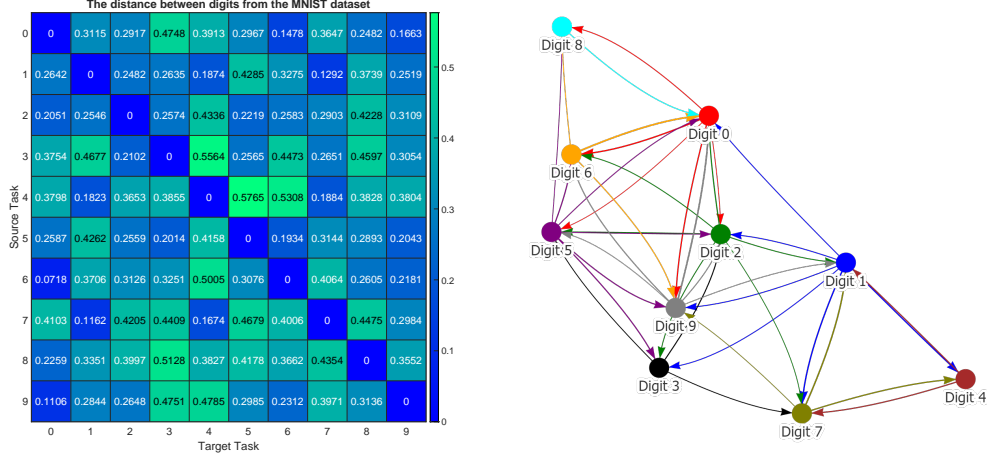 The distance between digits from the MNIST dataset
0 0 0.3115 0.2917 0.4748 0.3913 0.2967 0.1478 0.3647 0.2482 0.1663
1 0.2642 0 0.2482 0.2635 0.1874 0.4285 0.3275 0.1292 0.3739 0.2519
2 0.2051 0.2546 0 0.2574 0.4336 0.2219 0.2583 0.2903 0.4228 0.3109
3 0.3754 0.4677 0.2102 0 0.5564 0.2565 0.4473 0.2651 0.4597 0.3054
4 0.4798 0.1823 0.3653 0.3855 0 0.5765 0.5308 0.1884 0.3828 0.3804
5 0.2587 0.4262 0.2559 0.2014 0.4158 0 0.1934 0.3144 0.2893 0.2043
6 0.0718 0.3706 0.3126 0.3251 0.5005 0.3076 0 0.4064 0.2605 0.2181
7 0.4103 0.1162 0.4205 0.4409 0.1674 0.4679 0.4006 0 0.4475 0.2984
8 0.2259 0.3351 0.3997 0.5128 0.3827 0.4178 0.3662 0.4354 0 0.3552
9 0.1106 0.2844 0.2648 0.4751 0.4785 0.2985 0.2312 0.3971 0.3136 0
0 1 2 3 4 5 6 7 8 9
Target Task
Source Task
0.5
0.4
0.3
0.2
0.1
0
Digit 8
Digit 0
Digit 6
Digit 5
Digit 2
Digit 1
Digit 9
Digit 3
Digit 4
Digit 7